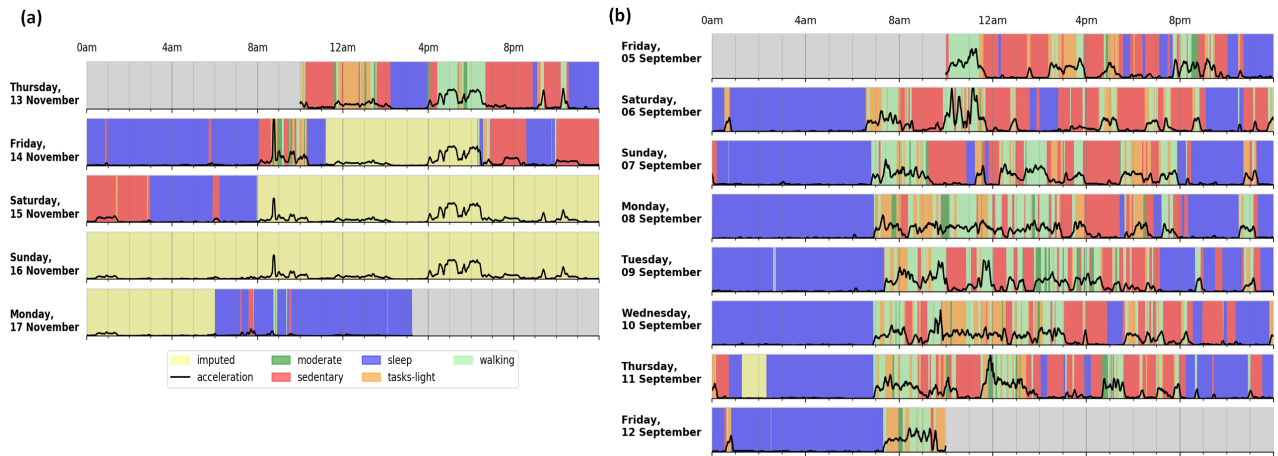 (a)
0am 4am 8am 12am 4pm 8pm
Thursday,
13 November
Friday,
14 November
Saturday,
15 November
Sunday,
16 November
Monday,
17 November
imputed moderate sleep walking
acceleration sedentary tasks-light
(b)
0am 4am 8am 12am 4pm 8pm
Friday,
05 September
Saturday,
06 September
Sunday,
07 September
Monday,
08 September
Tuesday,
09 September
Wednesday,
10 September
Thursday,
11 September
Friday,
12 September